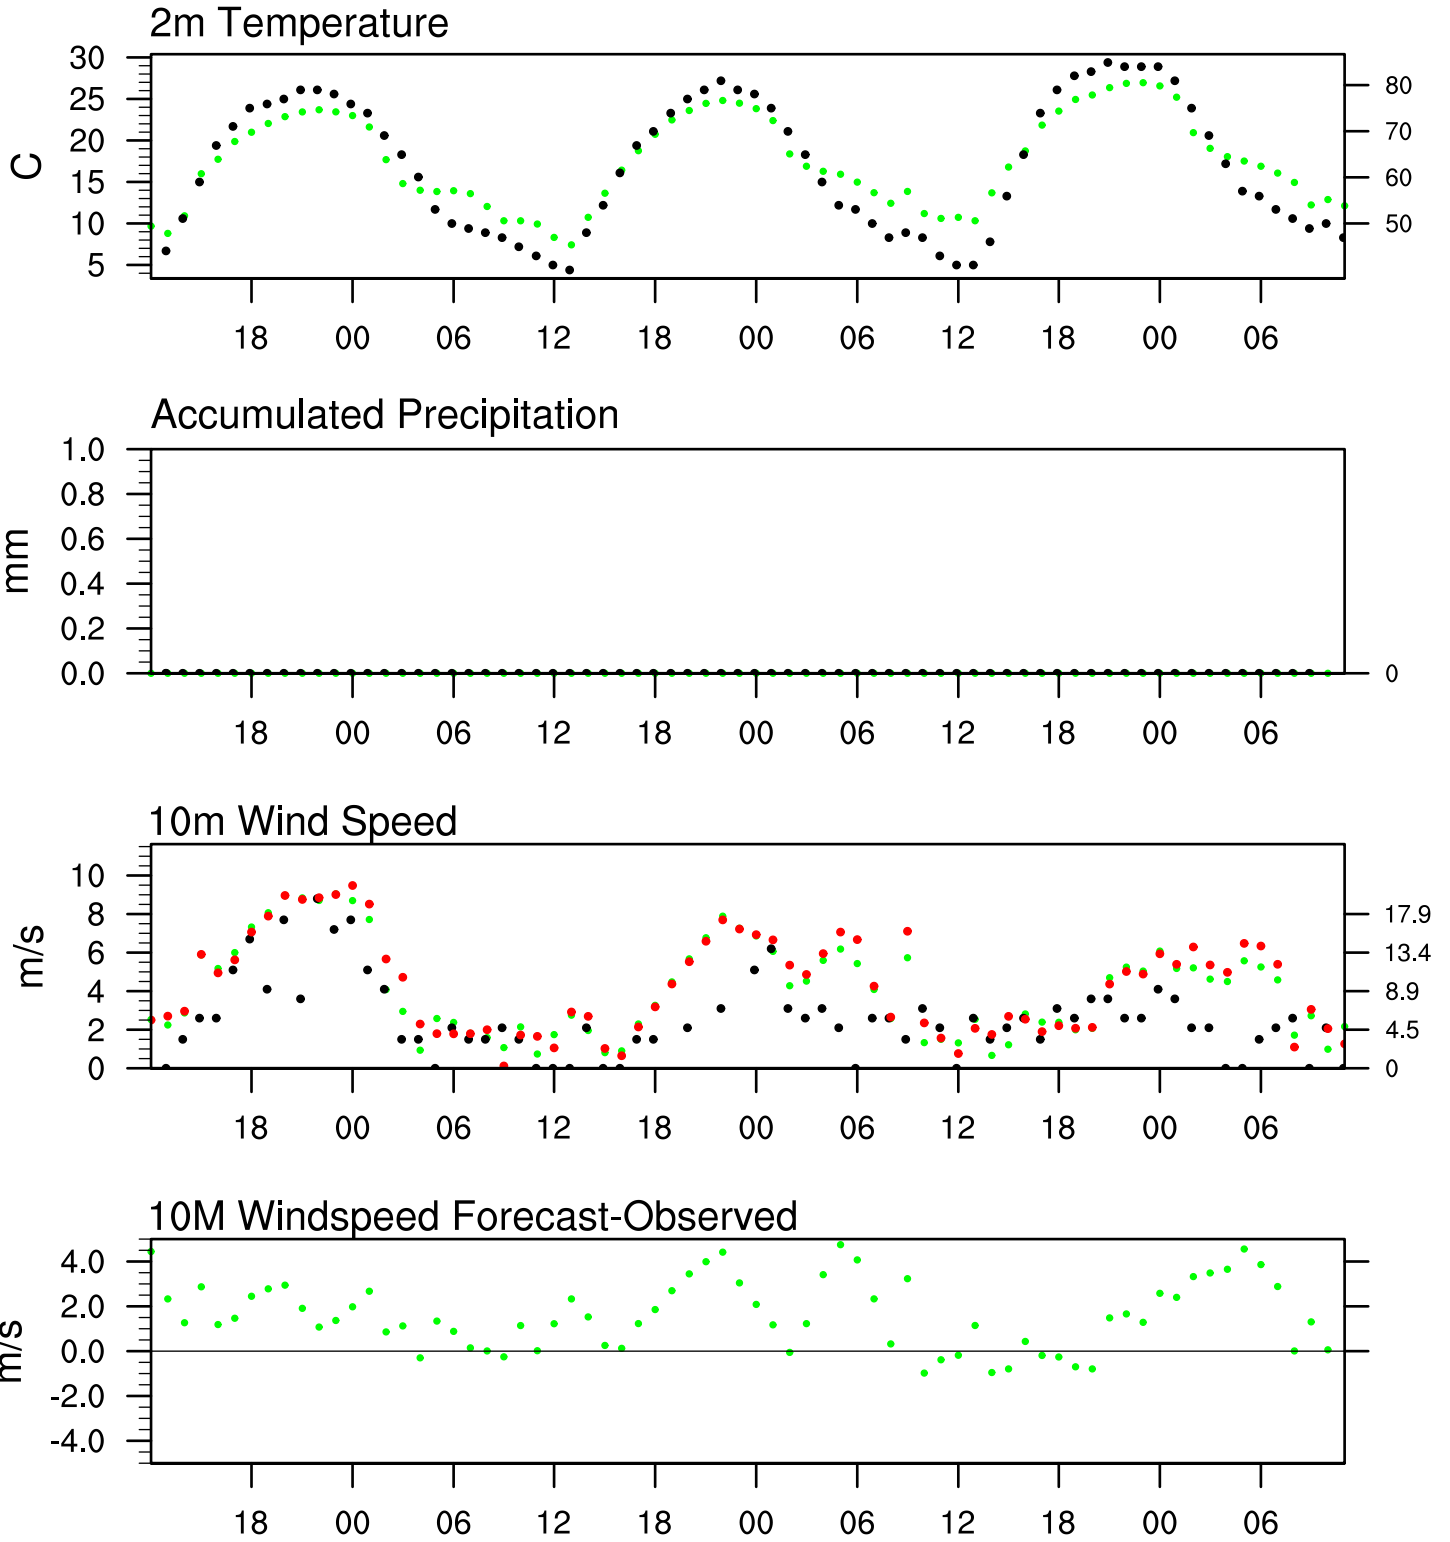 2m Temperature
30
25
20
15
10
5
C
80
70
60
50
18 00 06 12 18 00 06 12 18 00 06
Accumulated Precipitation
1.0
0.8
0.6
0.4
0.2
0.0
mm
0
18 00 06 12 18 00 06 12 18 00 06
10m Wind Speed
10
8
6
4
2
0
m/s
17.9
13.4
8.9
4.5
0
18 00 06 12 18 00 06 12 18 00 06
10M Windspeed Forecast-Observed
4.0
2.0
0.0
-2.0
-4.0
m/s
18 00 06 12 18 00 06 12 18 00 06